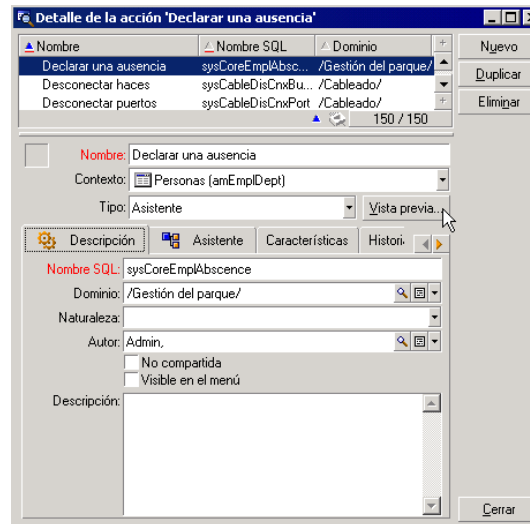 Detalle de la acción 'Declarar una ausencia'
Nombre Nombre SQL Dominio
Declarar una ausencia sysCoreEmplAbsc... /Gestión del parque/
Desconectar haces sysCableDisCnxBu... /Cableado/
Desconectar puertos sysCableDisCnxPort /Cableado/
150 / 150
Nuevo
Duplicar
Eliminar
Nombre: Declarar una ausencia
Contexto: Personas (amEmplDept)
Tipo: Asistente Vista previa...
Descripción Asistente Características Histori
Nombre SQL: sysCoreEmplAbscence
Dominio: /Gestión del parque/
Naturaleza:
Autor: Admin,
No compartida
Visible en el menú
Descripción:
Cerrar